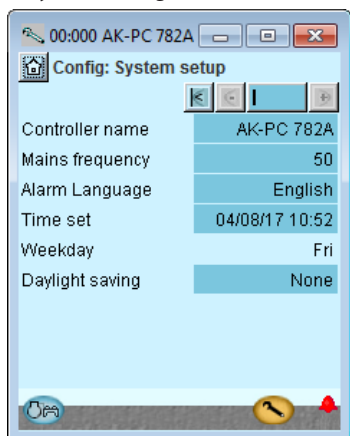 00:000 AK-PC 782A
Config: System setup
Controller name AK-PC 782A
Mains frequency 50
Alarm Language English
Time set 04/08/17 10:52
Weekday Fri
Daylight saving None